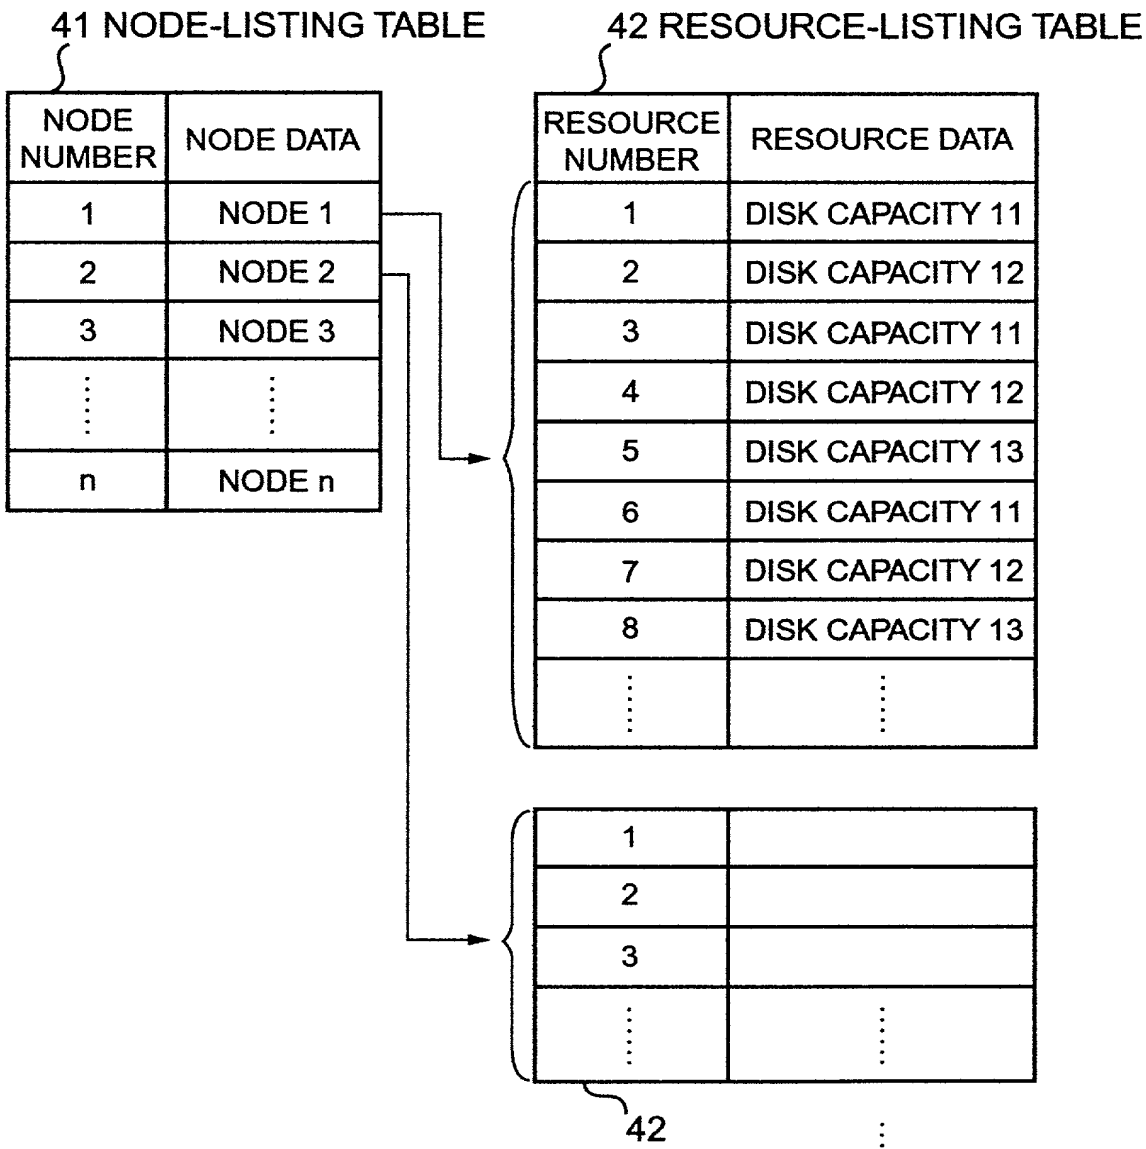 41 NODE-LISTING TABLE
NODE NUMBER NODE DATA
1 NODE 1
2 NODE 2
3 NODE 3
n NODE n
42 RESOURCE-LISTING TABLE
RESOURCE NUMBER RESOURCE DATA
1 DISK CAPACITY 11
2 DISK CAPACITY 12
3 DISK CAPACITY 11
4 DISK CAPACITY 12
5 DISK CAPACITY 13
6 DISK CAPACITY 11
7 DISK CAPACITY 12
8 DISK CAPACITY 13
1
2
3
42